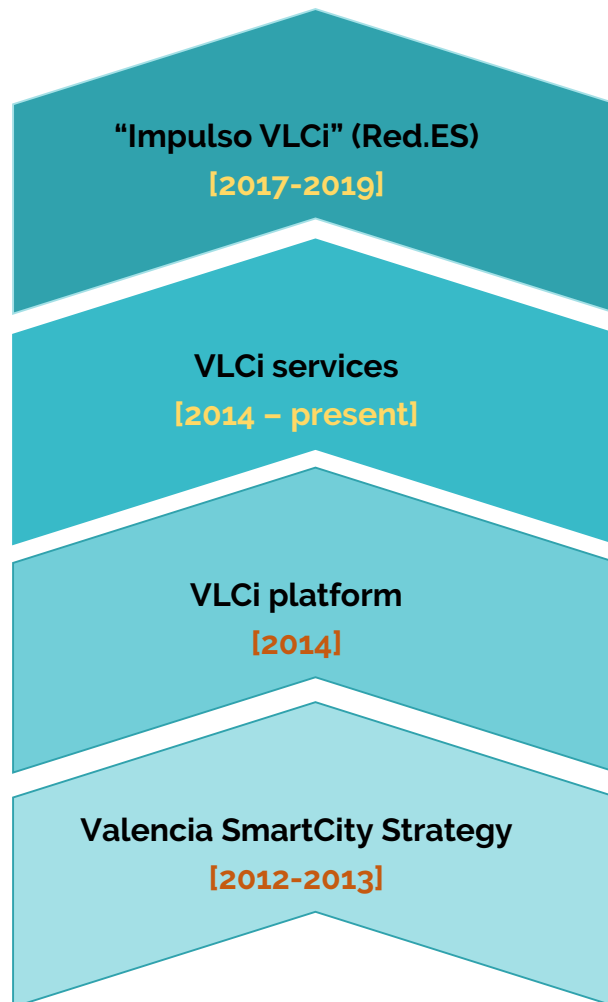 “Impulso VLCi” (Red.ES)
[2017-2019]
VLCi services
[2014 – present]
VLCi platform
[2014]
Valencia SmartCity Strategy
[2012-2013]